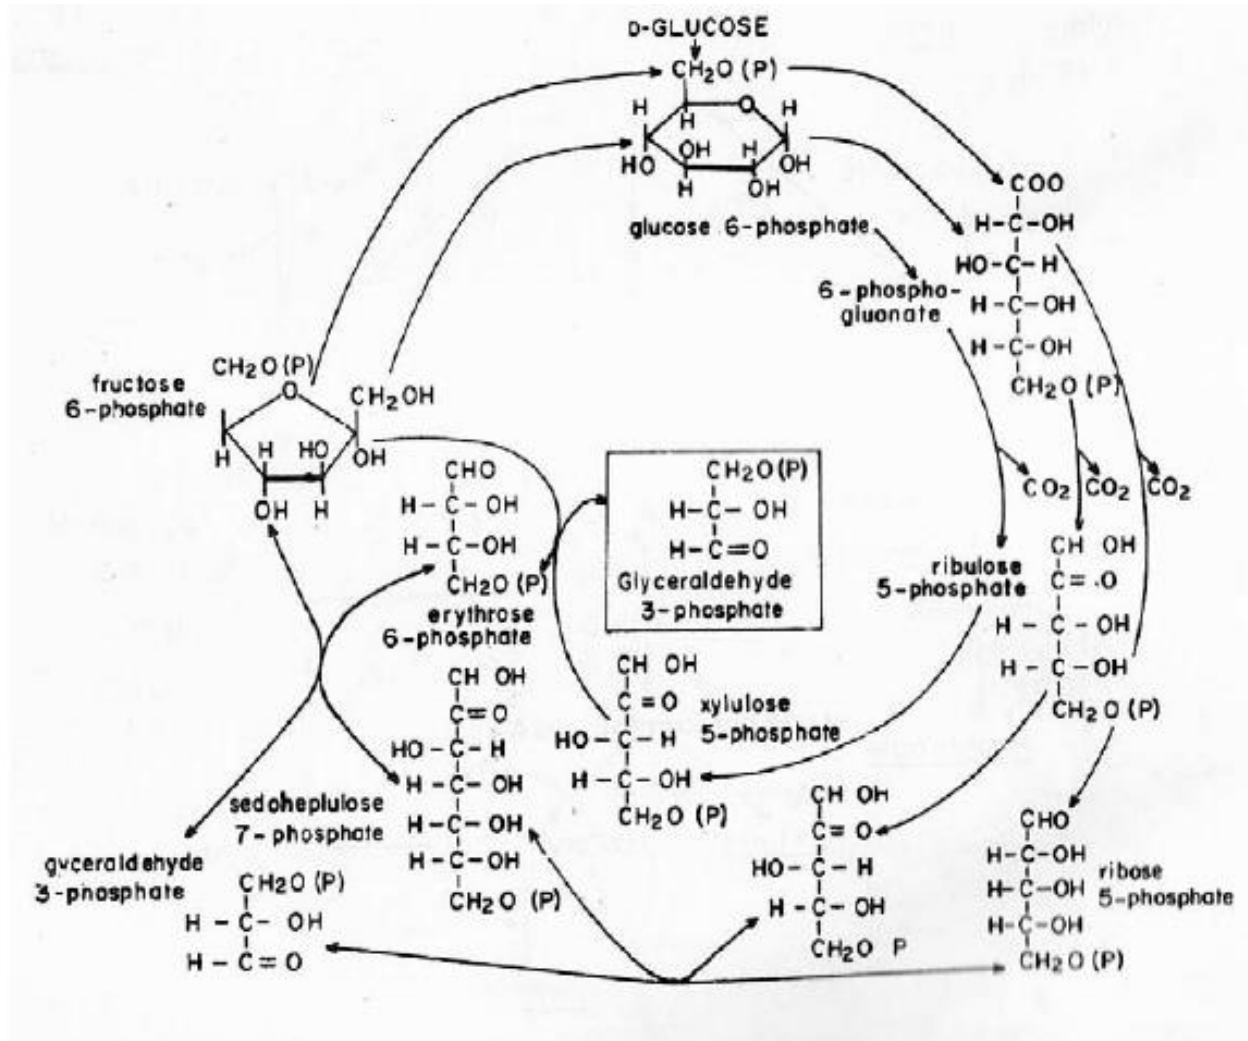 D-GLUCOSE
CH₂O (P)
H
O
H
H
HO
OH
H
OH
H
OH
glucose 6-phosphate
COO
H-C-OH
HO-C-H
H-C-OH
H-C-OH
CH₂O (P)
6-phospha-
gluonate
CO₂
CO₂
CO₂
CH₂O(P)
O
CH₂OH
fructose
6-phosphate
H
H
HO
OH
OH
H
CHO
H-C-OH
H-C-OH
CH₂O (P)
erythrose
6-phosphate
CH₂O(P)
H-C-OH
H-C=O
Glyceraldehyde
3-phosphate
ribulose
5-phosphate
CH OH
C=O
H-C-OH
H-C-OH
CH₂O (P)
CH OH
C=O
HO-C-H
H-C-OH
H-C-OH
H-C-OH
CH₂O (P)
sedoheplulose
7-phosphate
CH OH
C=O
HO-C-H
H-C-OH
CH₂O (P)
xylulose
5-phosphate
CH OH
C=O
HO-C-H
H-C-OH
CH₂O P
CHO
H-C-OH
H-C-OH
H-C-OH
CH₂O (P)
ribose
5-phosphate
gyceraldehyde
3-phosphate
CH₂O (P)
H-C-OH
H-C=O